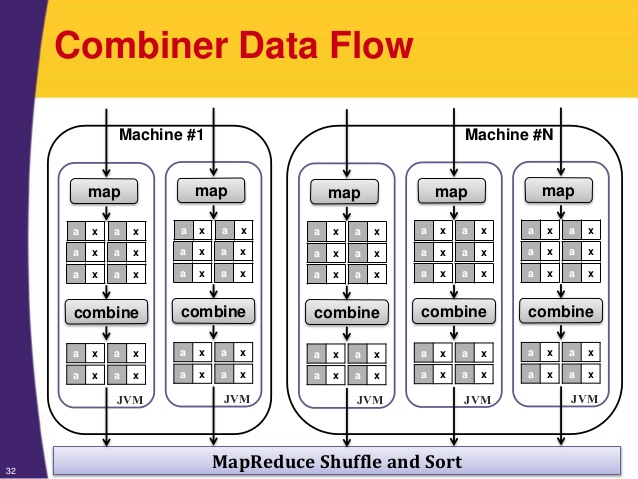 Combiner Data Flow
Machine #1 Machine #N
map map map map map
a x a x a x a x a x a x a x a x a x a x
a x a x a x a x a x a x a x a x a x a x
a x a x a x a x a x a x a x a x a x a x
combine combine combine combine combine
a x a x a x a x a x a x a x a x a x a x
a x a x a x a x a x a x a x a x a x a x
JVM JVM JVM JVM JVM
MapReduce Shuffle and Sort
32